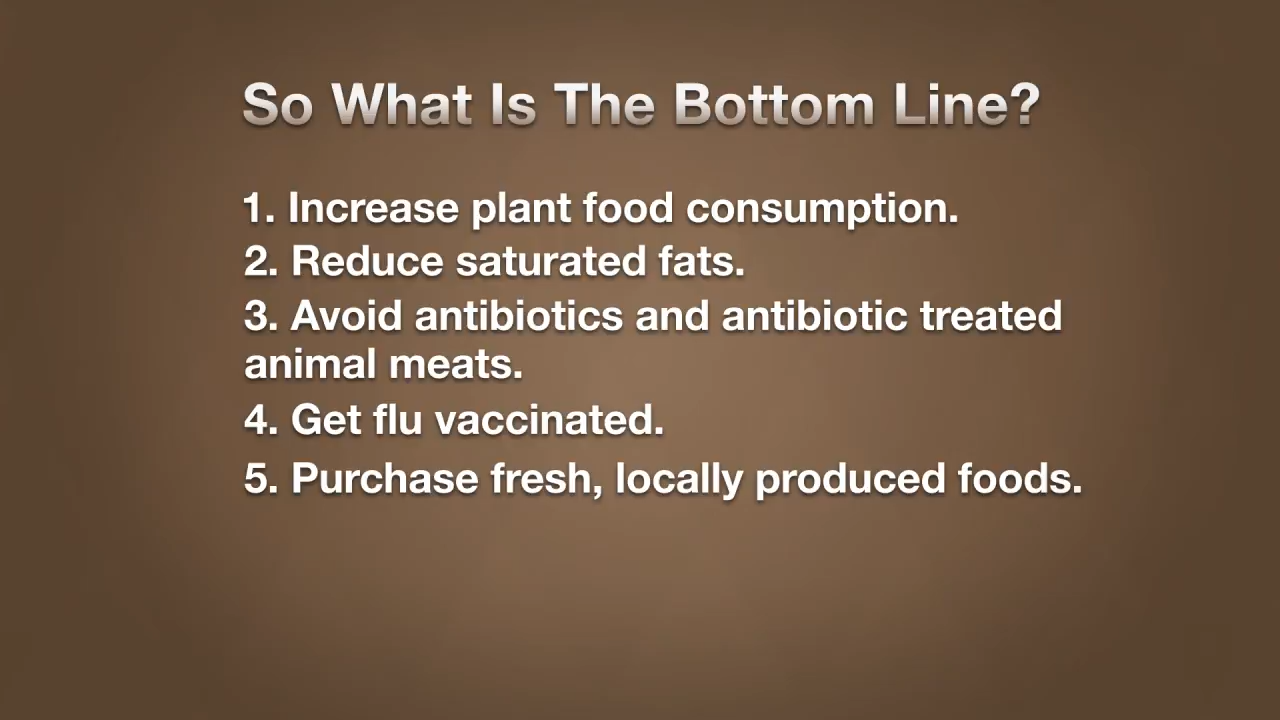 So What Is The Bottom Line?
1. Increase plant food consumption.
2. Reduce saturated fats.
3. Avoid antibiotics and antibiotic treated
animal meats.
4. Get flu vaccinated.
5. Purchase fresh, locally produced foods.